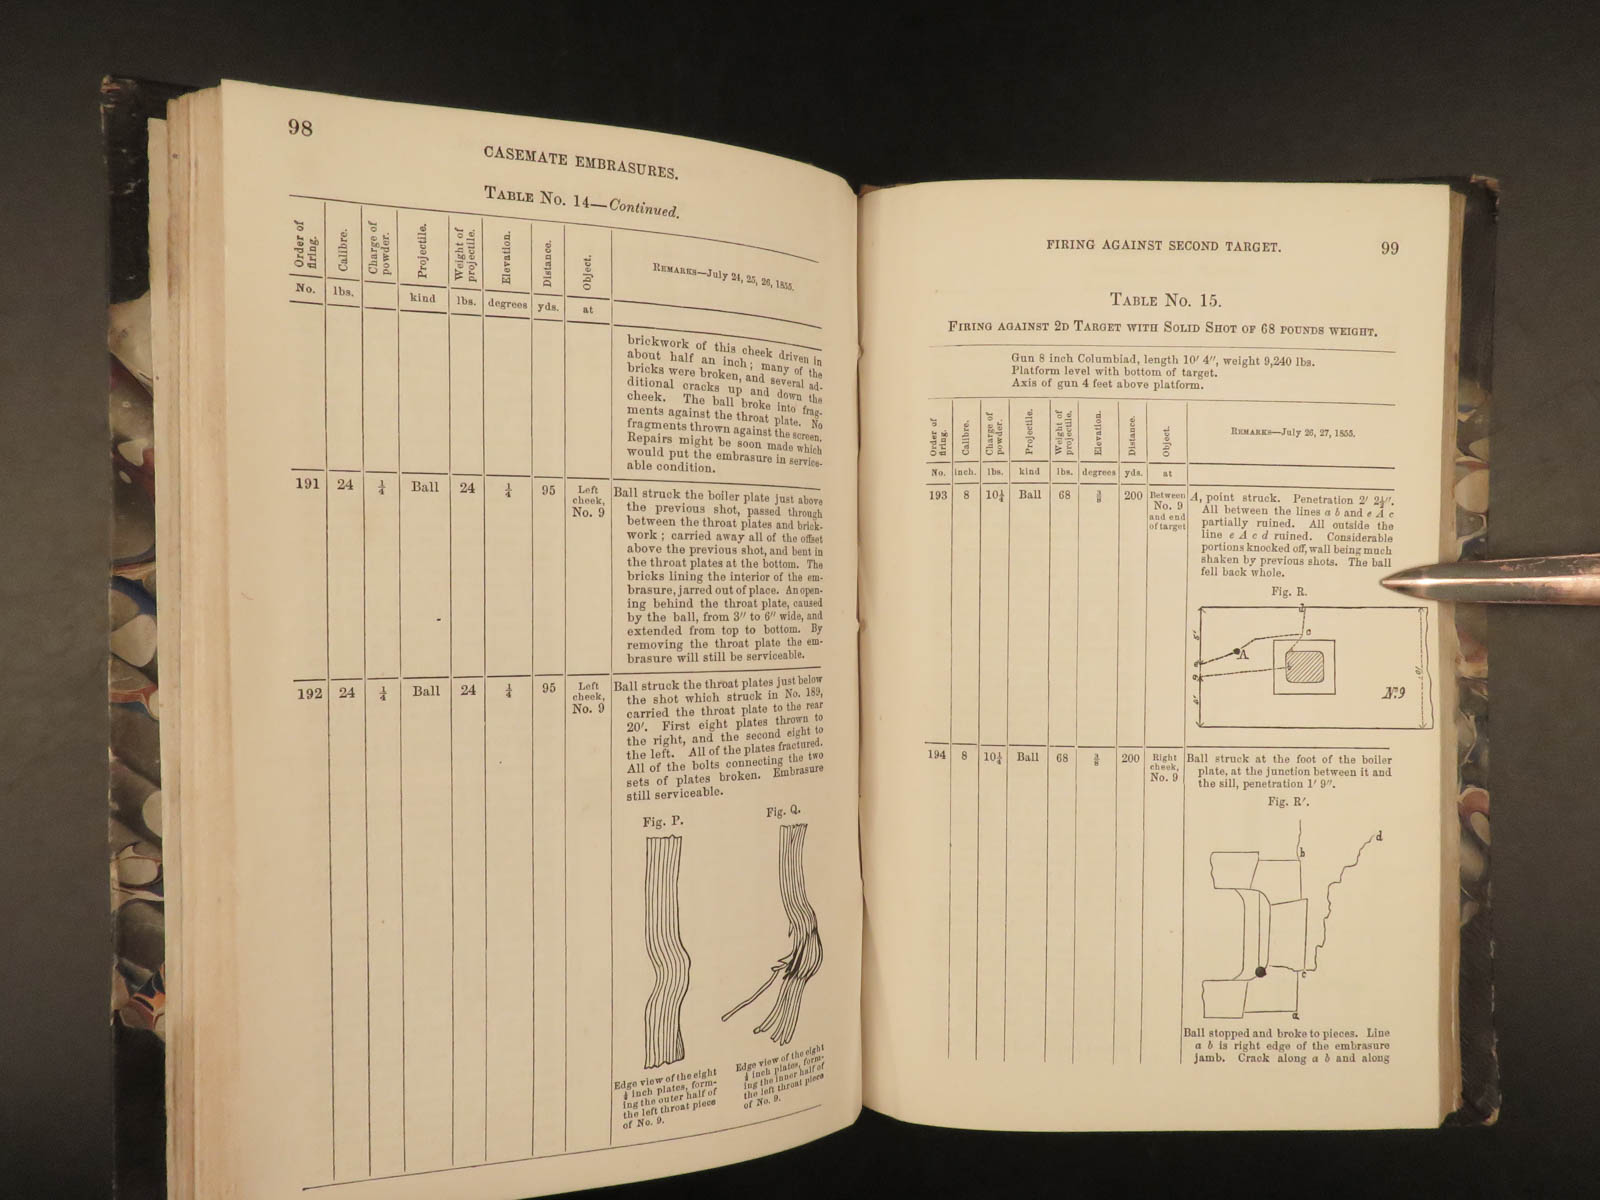 98
CASEMATE EMBRASURES.
TABLE NO. 14—Continued.
Order of firing. Calibre. Charge of powder. Projectile. Weight of projectile. Elevation. Distance. Object. REMARKS—July 24, 25, 26, 1855.
No. lbs. kind lbs. degrees yds. at
brickwork of this cheek driven in
about half an inch; many of the
bricks were broken, and several ad-
ditional cracks up and down the
cheek. The ball broke into frag-
ments against the throat plate. No
fragments thrown against the screen.
Repairs might be soon made which
would put the embrasure in service-
able condition.
191 24 ¼ Ball 24 ¼ 95 Left cheek, No. 9
Ball struck the boiler plate just above
the previous shot, passed through
between the throat plates and brick-
work; carried away all of the offset
above the previous shot, and bent in
the throat plates at the bottom. The
bricks lining the interior of the em-
brasure, jarred out of place. An open-
ing behind the throat plate, caused
by the ball, from 3″ to 6″ wide, and
extended from top to bottom. By
removing the throat plate the em-
brasure will still be serviceable.
192 24 ¼ Ball 24 ¼ 95 Left cheek, No. 9
Ball struck the throat plates just below
the shot which struck in No. 189,
carried the throat plate to the rear
20′. First eight plates thrown to
the right, and the second eight to
the left. All of the plates fractured.
All of the bolts connecting the two
sets of plates broken. Embrasure
still serviceable.
Fig. P. Fig. Q.
Edge view of the eight
inch plates, form-
ing the outer half of
the left throat piece
of No. 9.
Edge view of the eight
inch plates, form-
ing the inner half of
the left throat piece
of No. 9.
FIRING AGAINST SECOND TARGET. 99
TABLE NO. 15.
FIRING AGAINST 2D TARGET WITH SOLID SHOT OF 68 POUNDS WEIGHT.
Gun 8 inch Columbiad, length 10′ 4″, weight 9,240 lbs.
Platform level with bottom of target.
Axis of gun 4 feet above platform.
Order of firing. Calibre. Charge of powder. Projectile. Weight of projectile. Elevation. Distance. Object. REMARKS—July 26, 27, 1855.
No. inch. lbs. kind lbs. degrees yds. at
193 8 10¼ Ball 68 ⅜ 200 Between No. 9 and end of target
A, point struck. Penetration 2′ 2½″.
All between the lines a b and e A c
partially ruined. All outside the
line e A c d ruined. Considerable
portions knocked off, wall being much
shaken by previous shots. The ball
fell back whole.
Fig. R.
A
No. 9
194 8 10¼ Ball 68 ⅜ 200 Right cheek, No. 9
Ball struck at the foot of the boiler
plate, at the junction between it and
the sill, penetration 1′ 9″.
Fig. R′.
d
b
c
a
Ball stopped and broke to pieces. Line
a b is right edge of the embrasure
jamb. Crack along a b and along